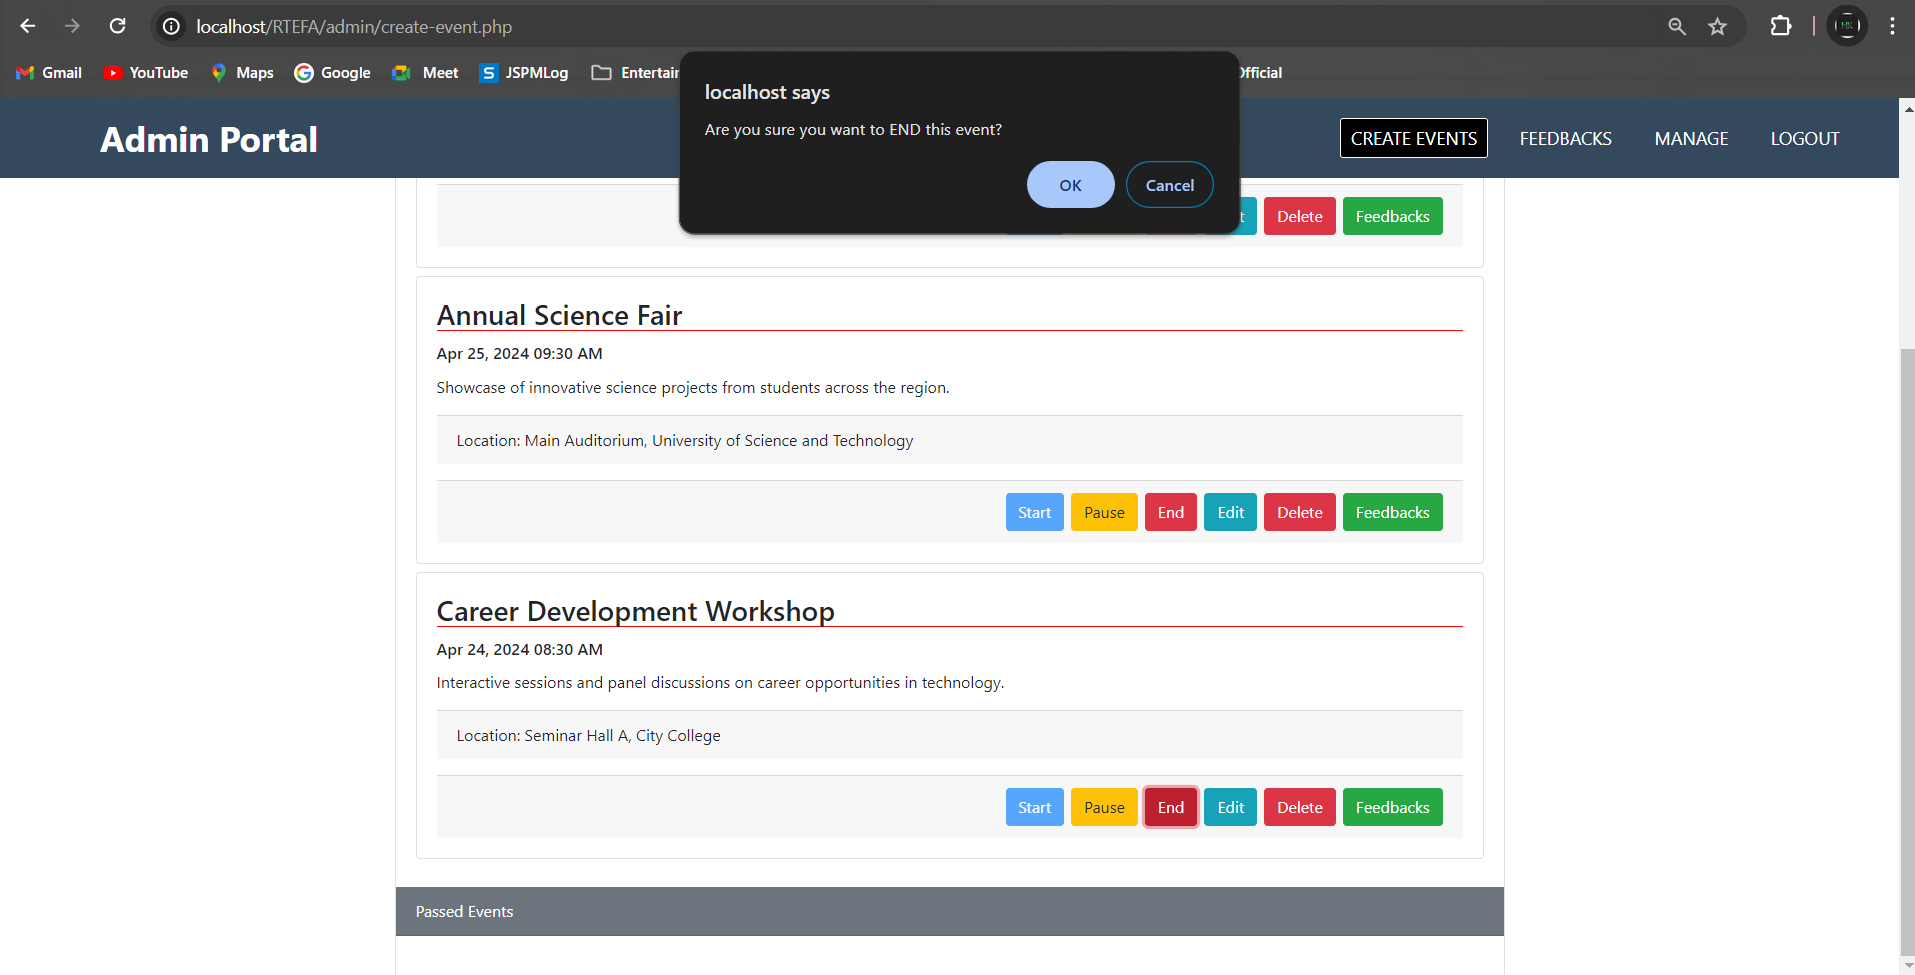 localhost/RTEFA/admin/create-event.php
Gmail YouTube Maps Google Meet JSPMLog
localhost says
Are you sure you want to END this event?
OK Cancel
Admin Portal
CREATE EVENTS FEEDBACKS MANAGE LOGOUT
Delete Feedbacks
Annual Science Fair
Apr 25, 2024 09:30 AM
Showcase of innovative science projects from students across the region.
Location: Main Auditorium, University of Science and Technology
Start Pause End Edit Delete Feedbacks
Career Development Workshop
Apr 24, 2024 08:30 AM
Interactive sessions and panel discussions on career opportunities in technology.
Location: Seminar Hall A, City College
Start Pause End Edit Delete Feedbacks
Passed Events